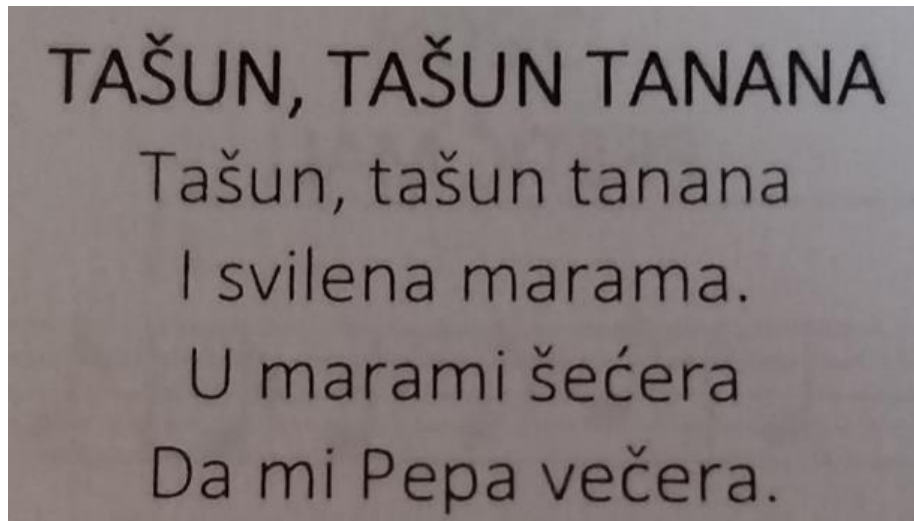 TAŠUN, TAŠUN TANANA
Tašun, tašun tanana
I svilena marama.
U marami šećera
Da mi Pepa večera.